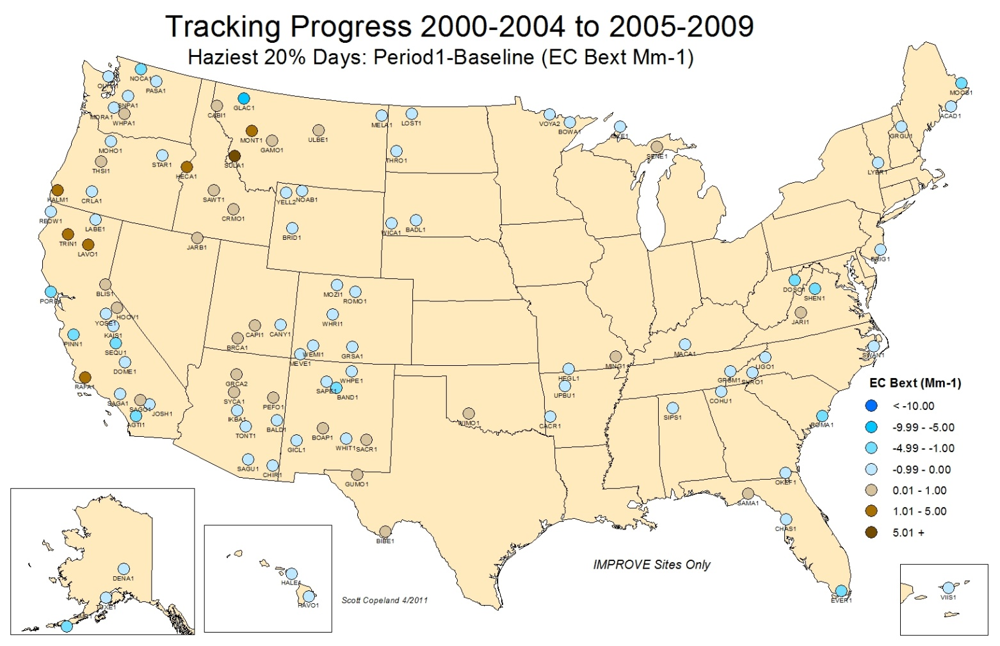 Tracking Progress 2000-2004 to 2005-2009
Haziest 20% Days: Period1-Baseline (EC Bext Mm-1)
NOCA1
OLYM1
PASA1
SNPA1
MORA1
WHPA1
MOHO1
THSI1
STAR1
HECA1
KALM1
CRLA1
REDW1
LABE1
TRIN1
LAVO1
CABI1
GLAC1
MONT1
GAMO1
ULBE1
SULA1
SAWT1
CRMO1
JARB1
YELL2
NOAB1
BRID1
MELA1
LOST1
THRO1
WICA1
BADL1
VOYA2
BOWA1
ISLE1
SENE1
MOOS1
ACAD1
GRGU1
LYBR1
BRIG1
DOSO1
SHEN1
JARI1
SWAN1
BLIS1
PORE1
HOOV1
YOSE1
KAIS1
PINN1
SEQU1
DOME1
RAFA1
SAGA1
SAGO1
JOSH1
AGTI1
CAPI1
CANY1
BRCA1
MOZI1
ROMO1
WHRI1
WEMI1
MEVE1
GRSA1
GRCA2
SYCA1
PEFO1
IKBA1
TONT1
BALD1
SAGU1
CHIR1
WHPE1
SAPE1
BAND1
BOAP1
GICL1
WHIT1
SACR1
GUMO1
BIBE1
WIMO1
MING1
HEGL1
UPBU1
CACR1
MACA1
LIGO1
GRSM1
SHRO1
COHU1
SIPS1
ROMA1
OKEF1
SAMA1
CHAS1
EVER1
EC Bext (Mm-1)
< -10.00
-9.99 - -5.00
-4.99 - -1.00
-0.99 - 0.00
0.01 - 1.00
1.01 - 5.00
5.01 +
IMPROVE Sites Only
Scott Copeland 4/2011
DENA1
TUXE1
SIME1
HALE1
HAVO1
VIIS1